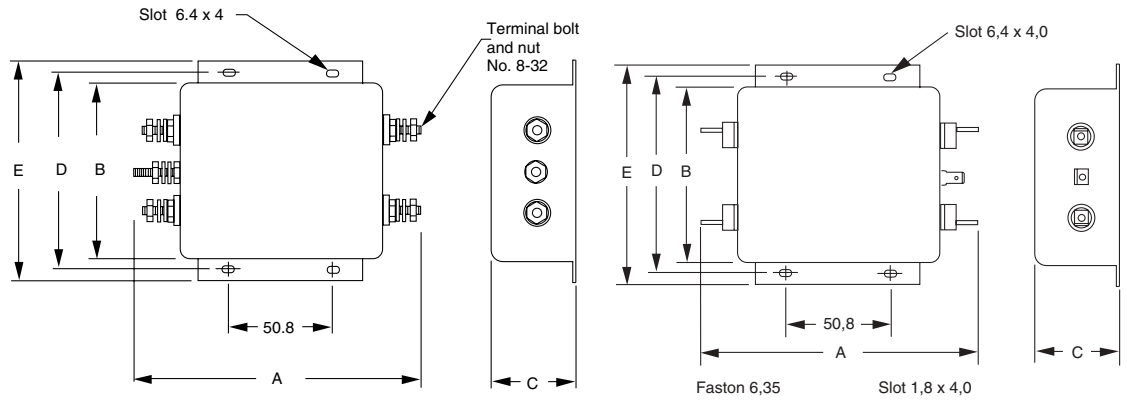 Slot 6.4 x 4
Terminal bolt
and nut
No. 8-32
E
D
B
50.8
A
C
Slot 6,4 x 4,0
E
D
B
50,8
A
C
Faston 6,35
Slot 1,8 x 4,0